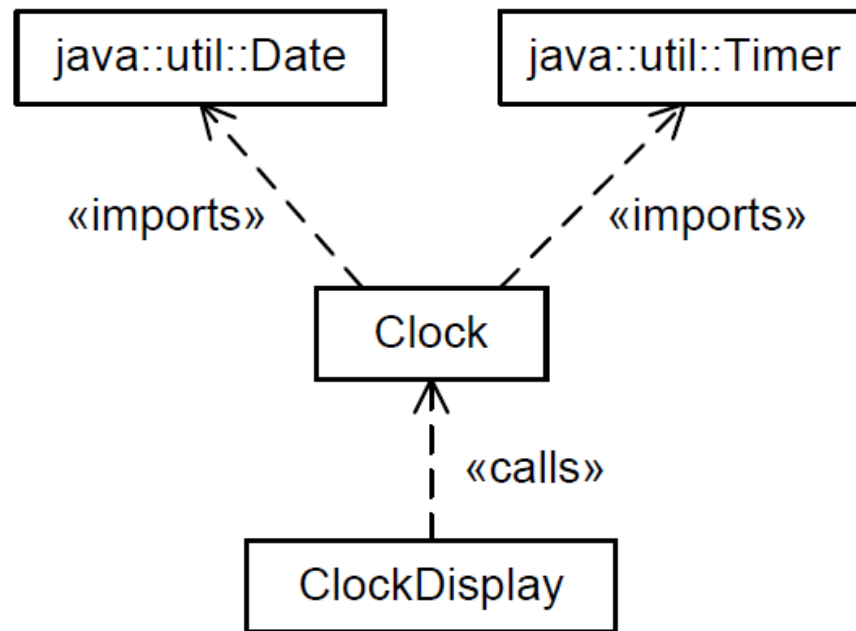 java::util::Date
java::util::Timer
«imports»
«imports»
Clock
«calls»
ClockDisplay